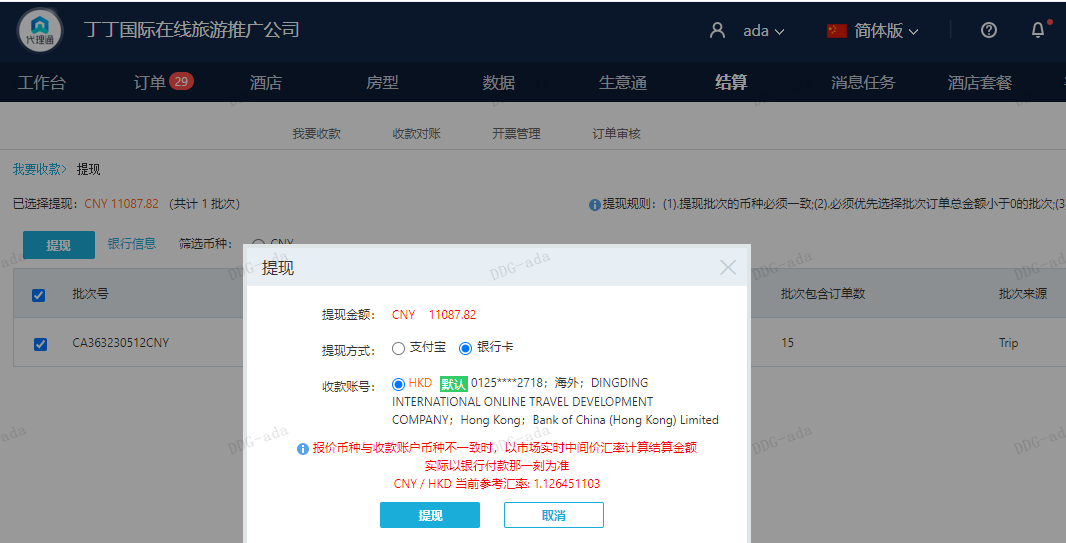 代理通
丁丁国际在线旅游推广公司
ada
简体版
工作台
订单 29
酒店
房型
数据
生意通
结算
消息任务
酒店套餐
我要收款
收款对账
开票管理
订单审核
我要收款> 提现
已选择提现：CNY 11087.82 (共计 1 批次)
提现规则：(1).提现批次的币种必须一致;(2).必须优先选择批次订单总金额小于0的批次;(3
提现
银行信息
筛选币种：
CNY
批次号
批次包含订单数
批次来源
CA363230512CNY
15
Trip
提现
提现金额： CNY 11087.82
提现方式： 支付宝 银行卡
收款账号： HKD 默认 0125****2718；海外；DINGDING
INTERNATIONAL ONLINE TRAVEL DEVELOPMENT
COMPANY；Hong Kong；Bank of China (Hong Kong) Limited
报价币种与收款账户币种不一致时，以市场实时中间价汇率计算结算金额
实际以银行付款那一刻为准
CNY / HKD 当前参考汇率: 1.126451103
提现
取消
DDG-ada